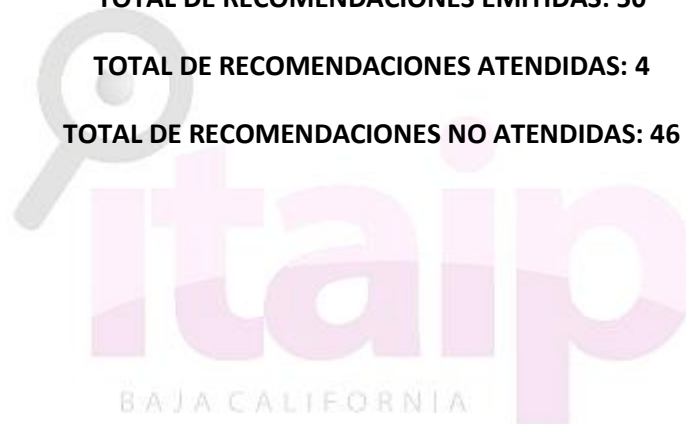 TOTAL DE RECOMENDACIONES EMITIDAS: 50
TOTAL DE RECOMENDACIONES ATENDIDAS: 4
TOTAL DE RECOMENDACIONES NO ATENDIDAS: 46
itaip
BAJA CALIFORNIA